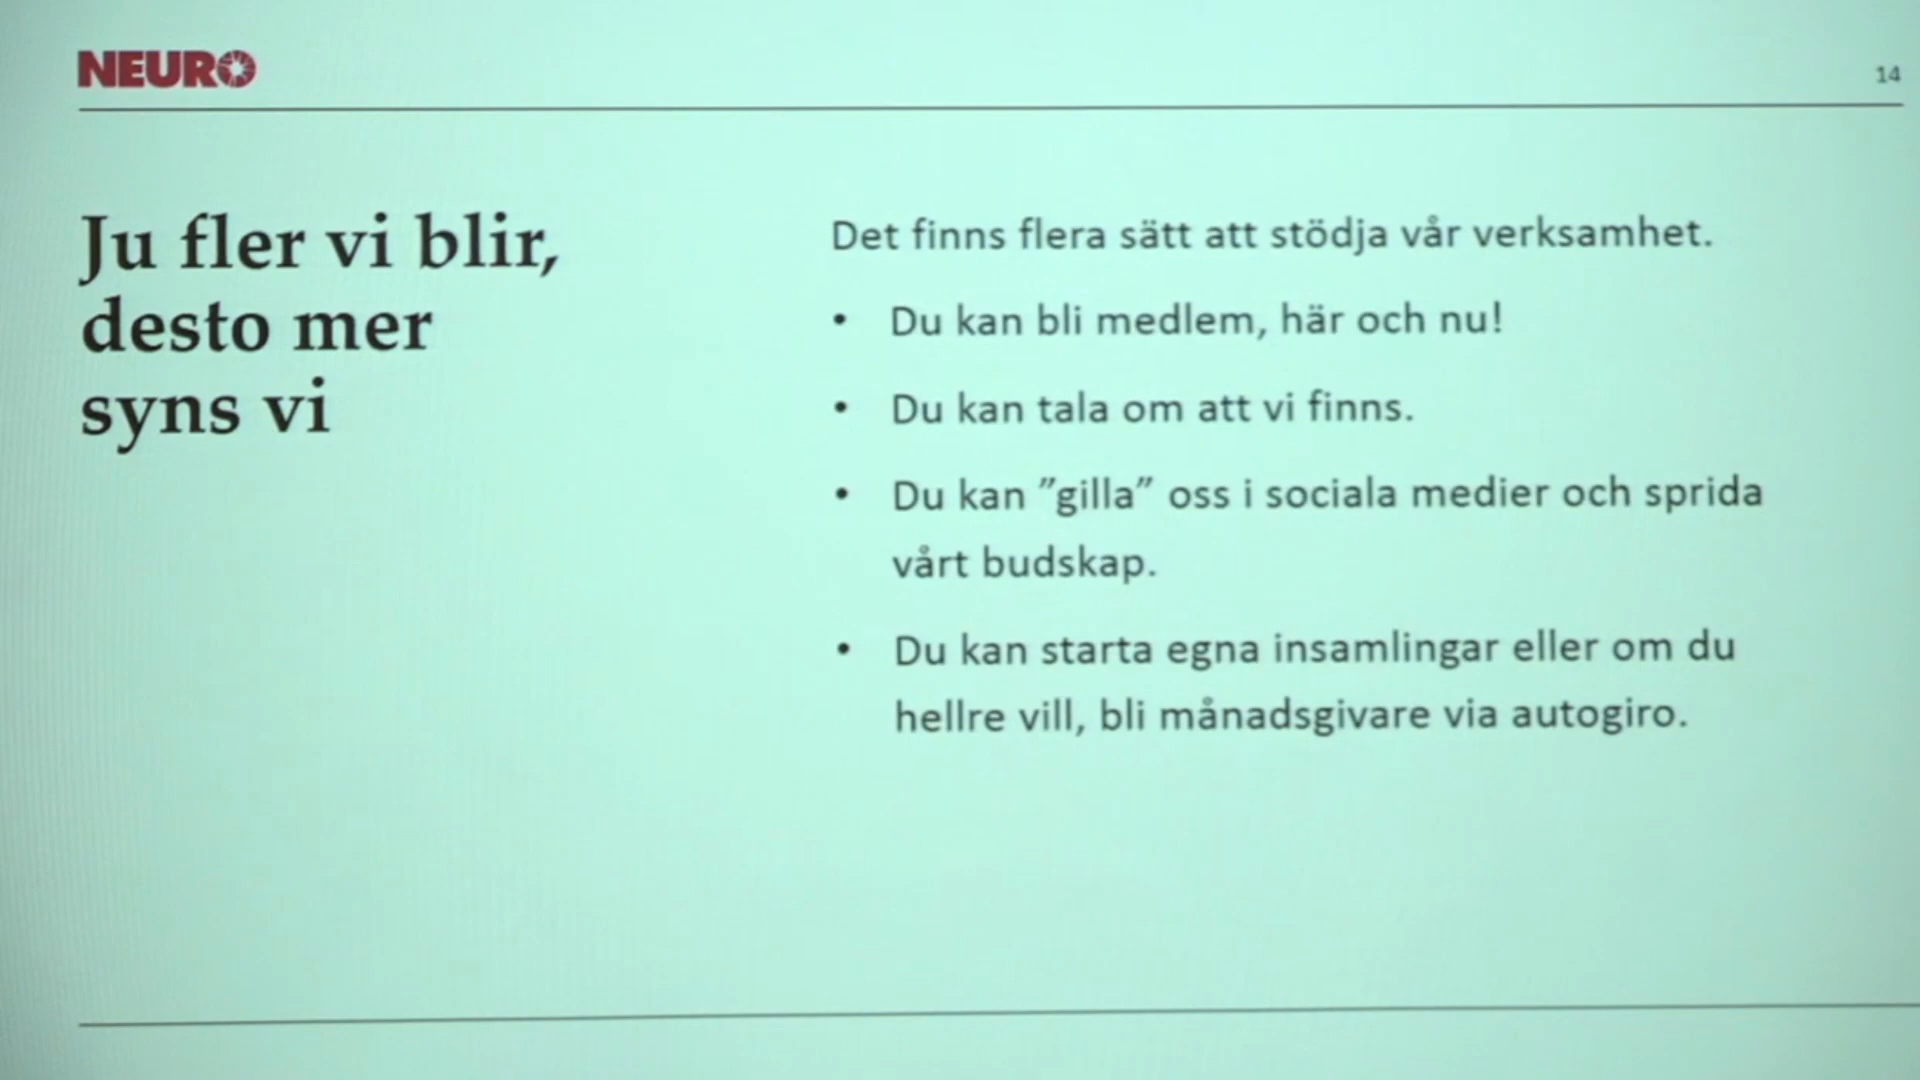 NEURO
14
Ju fler vi blir,
desto mer
syns vi
Det finns flera sätt att stödja vår verksamhet.
• Du kan bli medlem, här och nu!
• Du kan tala om att vi finns.
• Du kan ”gilla” oss i sociala medier och sprida
vårt budskap.
• Du kan starta egna insamlingar eller om du
hellre vill, bli månadsgivare via autogiro.